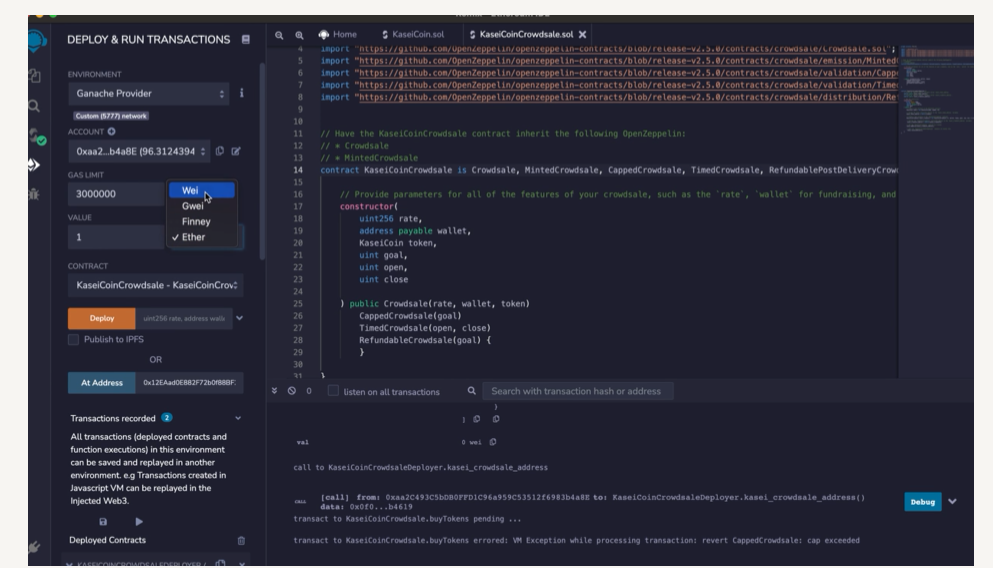 DEPLOY & RUN TRANSACTIONS
ENVIRONMENT
Ganache Provider
Custom (5777) network
ACCOUNT
0xaa2...b4a8E (96.3124394
GAS LIMIT
3000000
VALUE
1
Wei
Gwei
Finney
✓ Ether
CONTRACT
KaseiCoinCrowdsale - KaseiCoinCrov
Deploy
uint256 rate, address walle
Publish to IPFS
OR
At Address
Transactions recorded 2
All transactions (deployed contracts and
function executions) in this environment
can be saved and replayed in another
environment. e.g Transactions created in
Javascript VM can be replayed in the
Injected Web3.
Deployed Contracts
KASEICOINCROWDSALEDEPLOYER
Home
KaseiCoin.sol
KaseiCoinCrowdsale.sol
4 import "https://github.com/OpenZeppelin/openzeppelin-contracts/blob/release-v2.5.0/contracts/crowdsale/Crowdsale.sol";
5 import "https://github.com/OpenZeppelin/openzeppelin-contracts/blob/release-v2.5.0/contracts/crowdsale/emission/Minted
6 import "https://github.com/OpenZeppelin/openzeppelin-contracts/blob/release-v2.5.0/contracts/crowdsale/validation/Capp
7 import "https://github.com/OpenZeppelin/openzeppelin-contracts/blob/release-v2.5.0/contracts/crowdsale/validation/Time
8 import "https://github.com/OpenZeppelin/openzeppelin-contracts/blob/release-v2.5.0/contracts/crowdsale/distribution/Re
9
10
11 // Have the KaseiCoinCrowdsale contract inherit the following OpenZeppelin:
12 // * Crowdsale
13 // * MintedCrowdsale
14 contract KaseiCoinCrowdsale is Crowdsale, MintedCrowdsale, CappedCrowdsale, TimedCrowdsale, RefundablePostDeliveryCrow
15
16 // Provide parameters for all of the features of your crowdsale, such as the `rate`, `wallet` for fundraising, and
17 constructor(
18 uint256 rate,
19 address payable wallet,
20 KaseiCoin token,
21 uint goal,
22 uint open,
23 uint close
24
25 ) public Crowdsale(rate, wallet, token)
26 CappedCrowdsale(goal)
27 TimedCrowdsale(open, close)
28 RefundableCrowdsale(goal) {
29 }
30
31 }
0
listen on all transactions
Search with transaction hash or address
}
]
val 0 wei
call to KaseiCoinCrowdsaleDeployer.kasei_crowdsale_address
CALL [call] from: 0xaa2C493C5bDB0FFD1C96a959C53512f6983b4a8E to: KaseiCoinCrowdsaleDeployer.kasei_crowdsale_address()
data: 0x0f0...b4619
Debug
transact to KaseiCoinCrowdsale.buyTokens pending ...
transact to KaseiCoinCrowdsale.buyTokens errored: VM Exception while processing transaction: revert CappedCrowdsale: cap exceeded